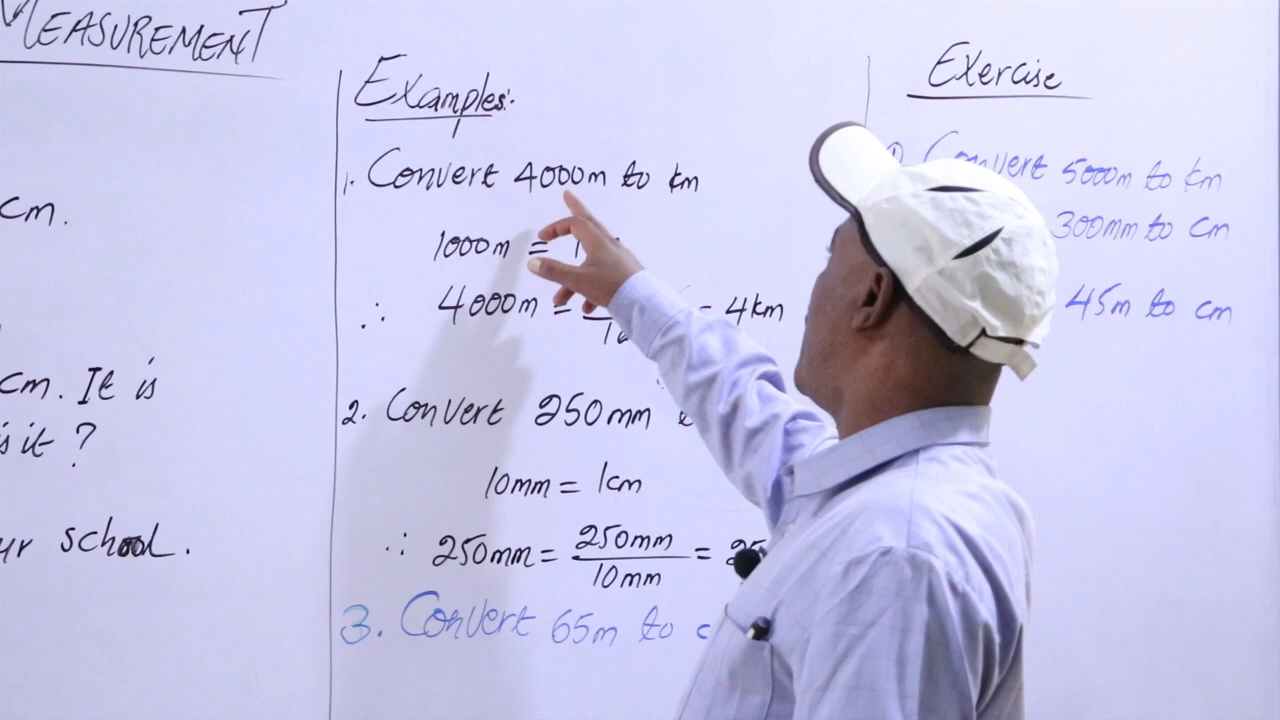 MEASUREMENT
cm.
cm. It is
is it ?
ur school.
Examples:
1. Convert 4000m to km
1000m = 1
∴ 4000m = = 4km
2. Convert 250mm
10mm = 1cm
∴ 250mm = 250mm/10mm = 25
3. Convert 65m to c
Exercise
Convert 5000m to km
300mm to cm
45m to cm